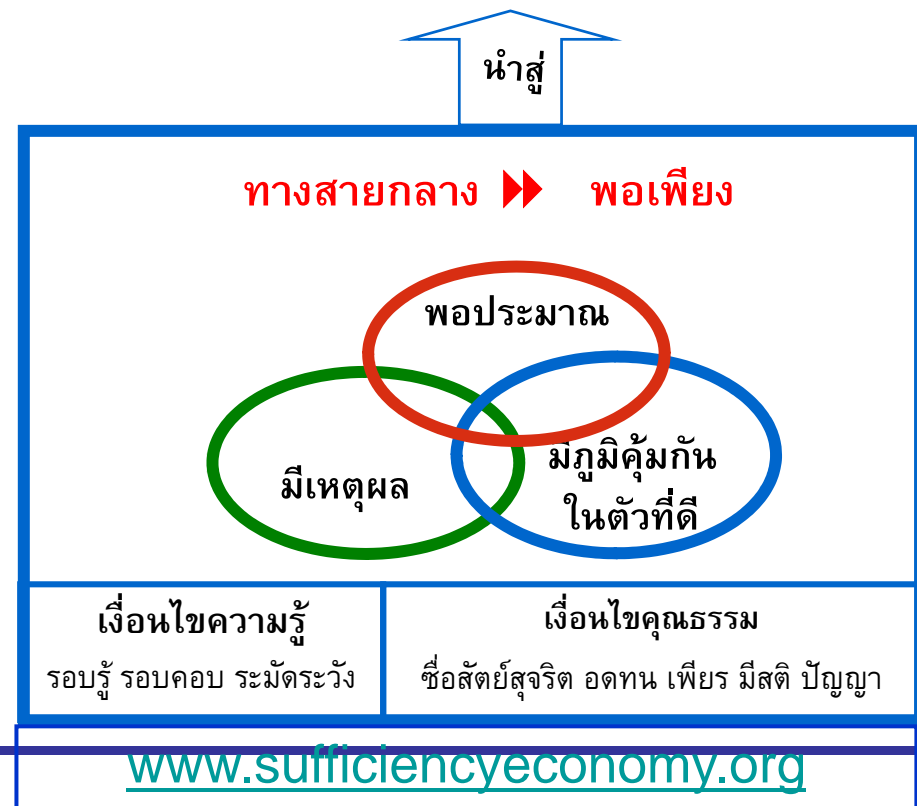 นำสู่
ทางสายกลาง พอเพียง
พอประมาณ
มีเหตุผล
มีภูมิคุ้มกัน
ในตัวที่ดี
เงื่อนไขความรู้
รอบรู้ รอบคอบ ระมัดระวัง
เงื่อนไขคุณธรรม
ซื่อสัตย์สุจริต อดทน เพียร มีสติ ปัญญา
www.sufficiencyeconomy.org